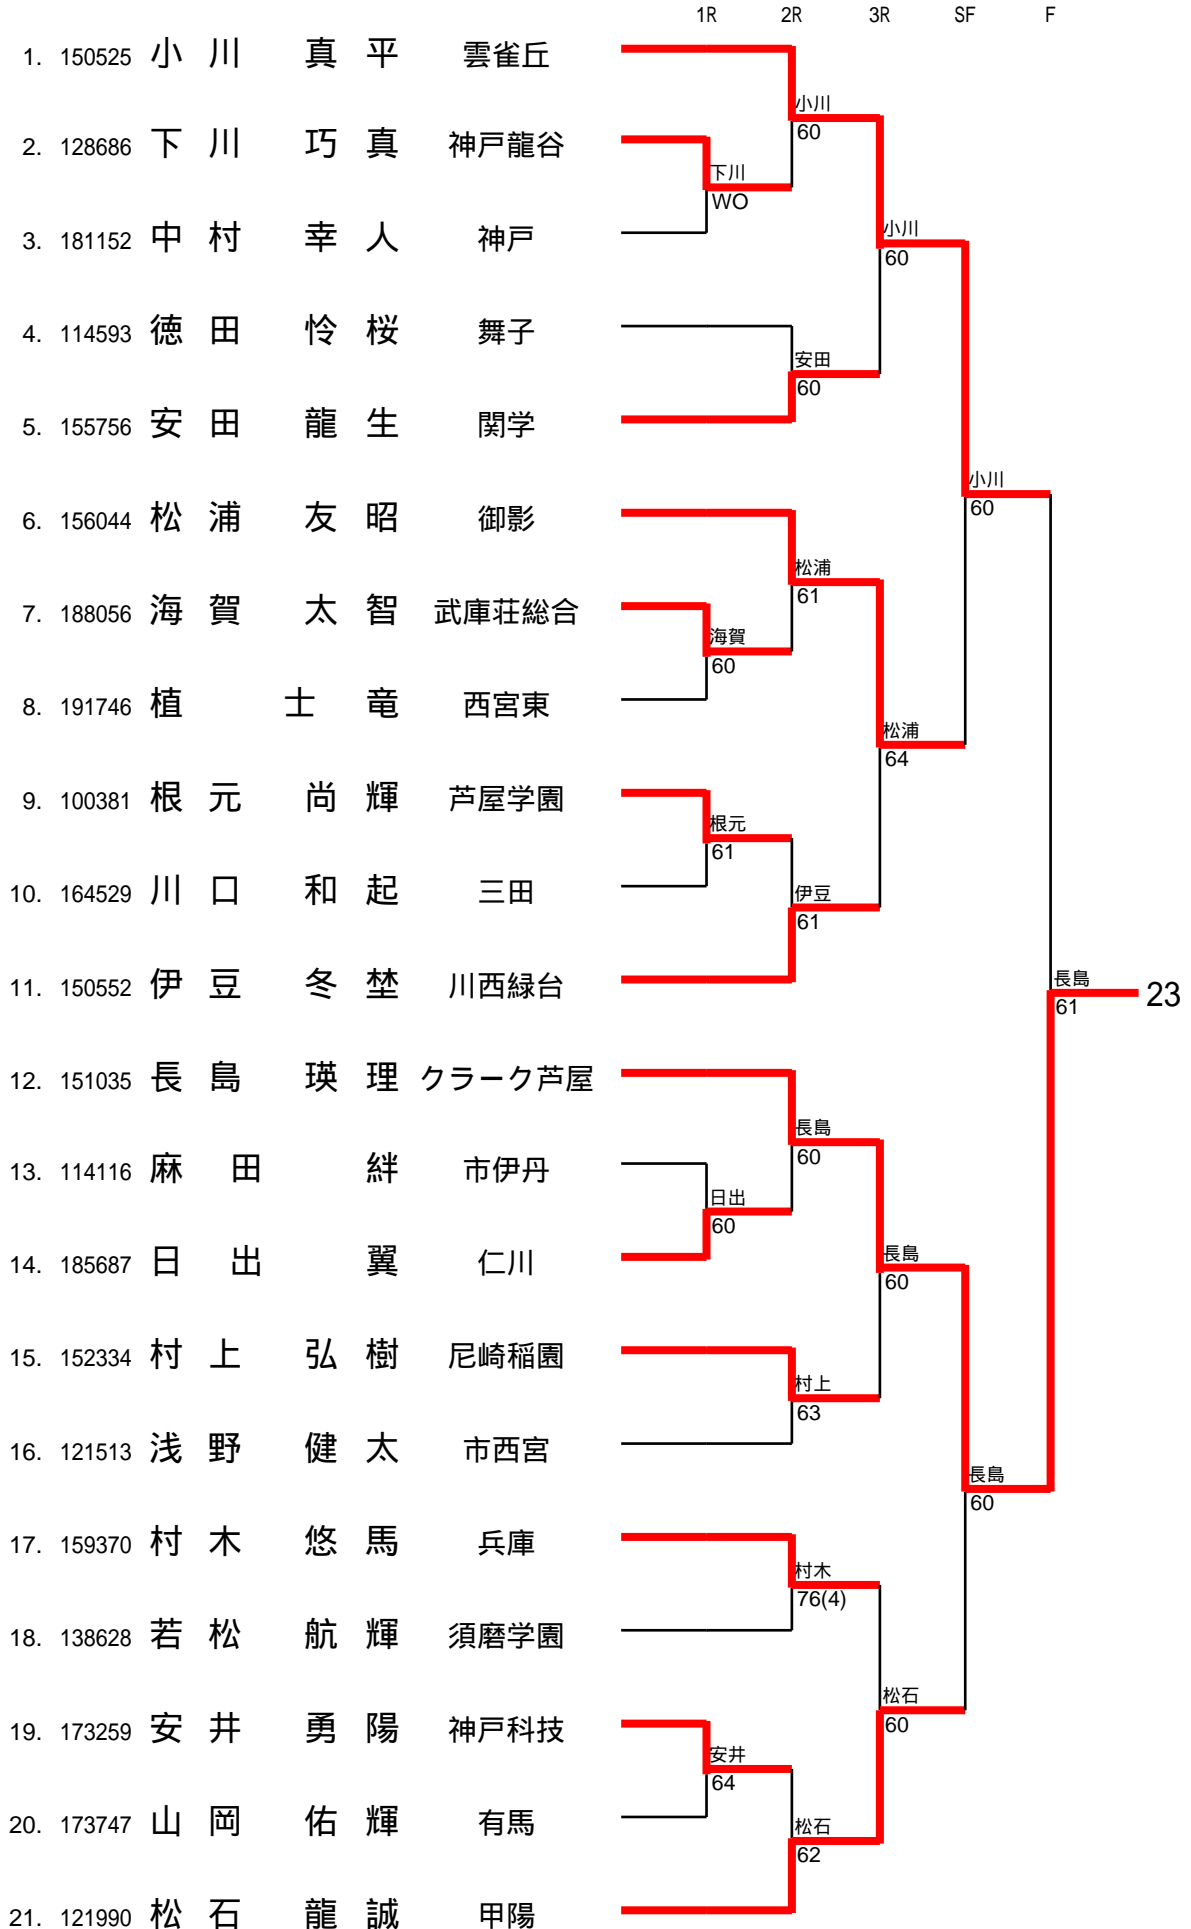 1R 2R 3R SF F
1. 150525 小川 真平 雲雀丘
小川
60
2. 128686 下川 巧真 神戸龍谷
下川
WO
3. 181152 中村 幸人 神戸
小川
60
4. 114593 徳田 怜桜 舞子
安田
60
5. 155756 安田 龍生 関学
小川
60
6. 156044 松浦 友昭 御影
松浦
61
7. 188056 海賀 太智 武庫荘総合
海賀
60
8. 191746 植 士竜 西宮東
松浦
64
9. 100381 根元 尚輝 芦屋学園
根元
61
10. 164529 川口 和起 三田
伊豆
61
11. 150552 伊豆 冬埜 川西緑台
長島
61
23
12. 151035 長島 瑛理 クラーク芦屋
長島
60
13. 114116 麻田 絆 市伊丹
日出
60
14. 185687 日出 翼 仁川
長島
60
15. 152334 村上 弘樹 尼崎稲園
村上
63
16. 121513 浅野 健太 市西宮
長島
60
17. 159370 村木 悠馬 兵庫
村木
76(4)
18. 138628 若松 航輝 須磨学園
松石
60
19. 173259 安井 勇陽 神戸科技
安井
64
20. 173747 山岡 佑輝 有馬
松石
62
21. 121990 松石 龍誠 甲陽